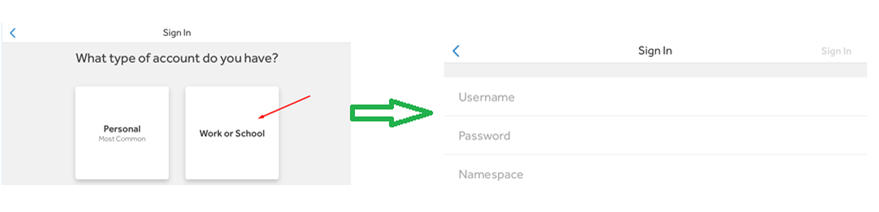 Sign In
What type of account do you have?
Personal
Most Common
Work or School
Sign In
Sign In
Username
Password
Namespace